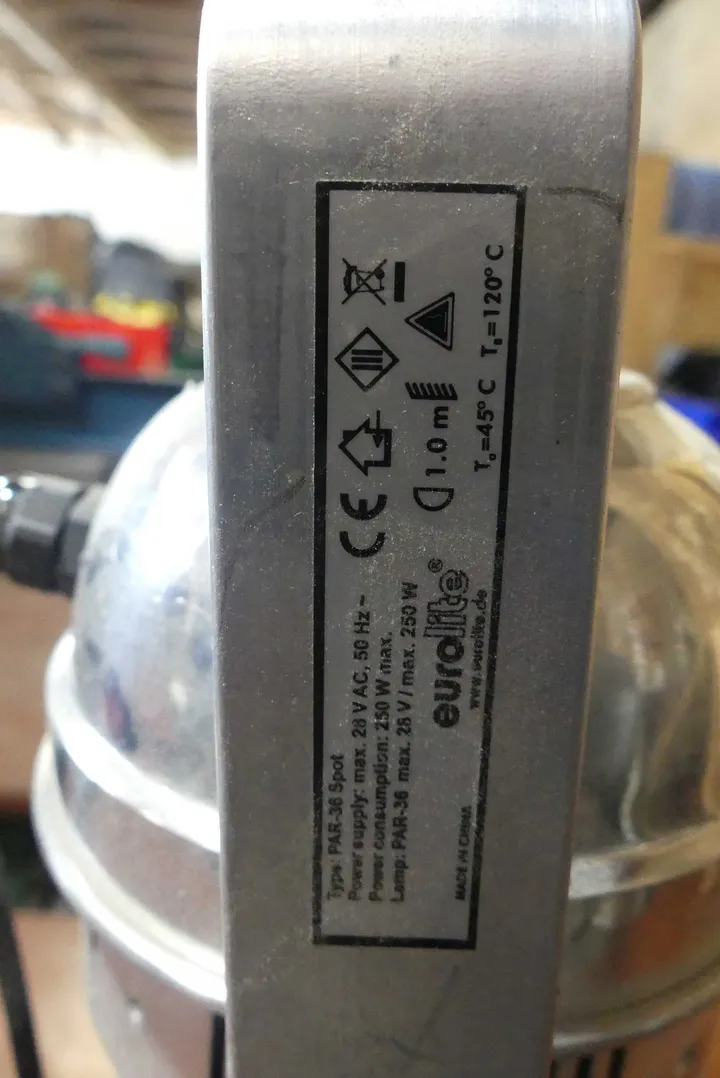 Type: PAR-36 Spot
Power supply: max. 28 V AC, 50 Hz ~
Power consumption: 250 W max.
Lamp: PAR-36 max. 28 V / max. 250 W
eurolite®
www.eurolite.de
MADE IN CHINA
CE
1.0 m
Ta=45° C Tc=120° C